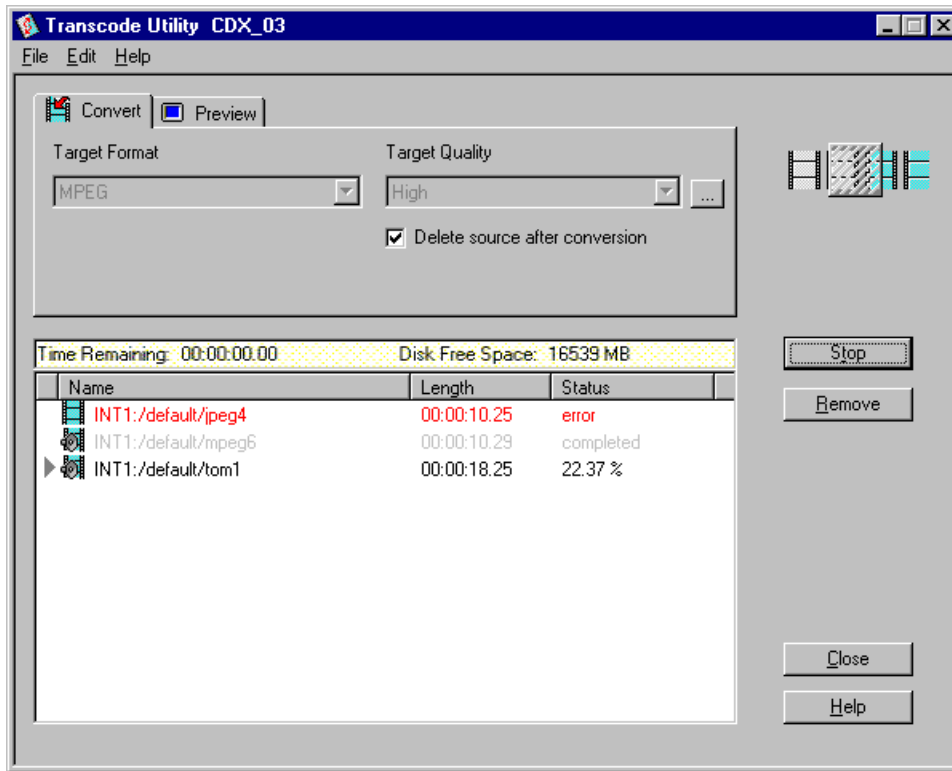 Transcode Utility CDX_03
File Edit Help
Convert Preview
Target Format Target Quality
MPEG High ...
Delete source after conversion
Time Remaining: 00:00:00.00 Disk Free Space: 16539 MB Stop
Name Length Status Remove
INT1:/default/jpeg4 00:00:10.25 error
INT1:/default/mpeg6 00:00:10.29 completed
INT1:/default/tom1 00:00:18.25 22.37 %
Close
Help